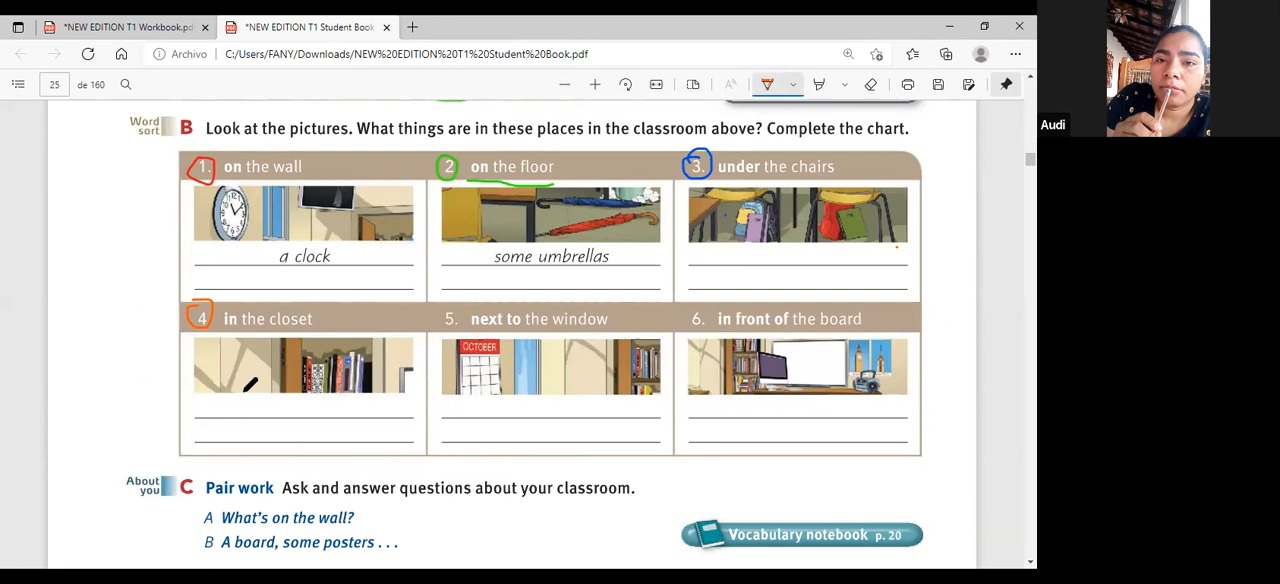 *NEW EDITION T1 Workbook.pd
*NEW EDITION T1 Student Book
Archivo
C:/Users/FANY/Downloads/NEW%20EDITION%20T1%20Student%20Book.pdf
25
de 160
Audi
Word
sort
B Look at the pictures. What things are in these places in the classroom above? Complete the chart.
1. on the wall
2 on the floor
3. under the chairs
a clock
some umbrellas
4 in the closet
5. next to the window
6. in front of the board
OCTOBER
About
you
C Pair work Ask and answer questions about your classroom.
A What's on the wall?
B A board, some posters . . .
Vocabulary notebook p. 20